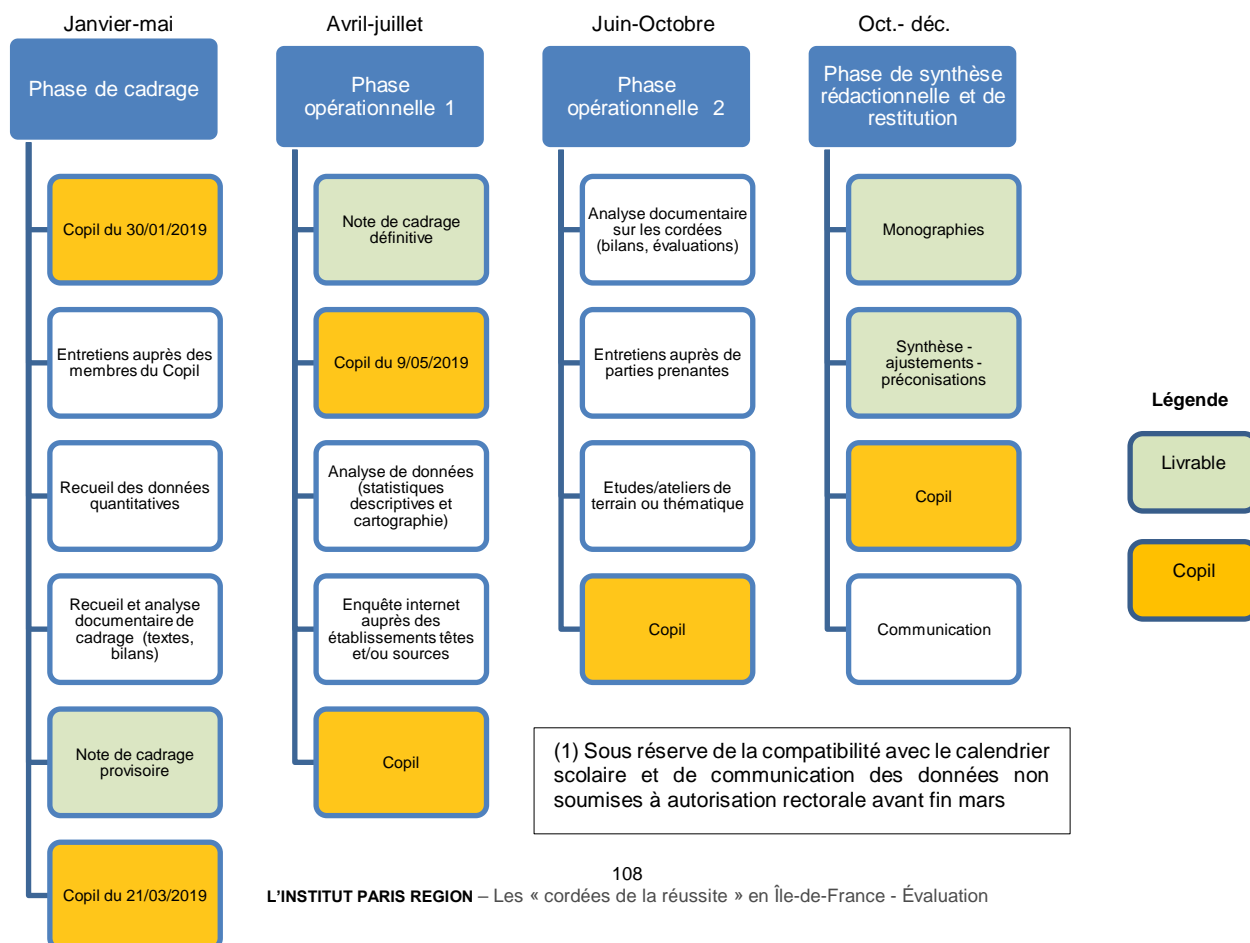 Janvier-mai
Phase de cadrage
Copil du 30/01/2019
Entretiens auprès des
membres du Copil
Recueil des données
quantitatives
Recueil et analyse
documentaire de
cadrage (textes,
bilans)
Note de cadrage
provisoire
Copil du 21/03/2019
Avril-juillet
Phase
opérationnelle 1
Note de cadrage
définitive
Copil du 9/05/2019
Analyse de données
(statistiques
descriptives et
cartographie)
Enquête internet
auprès des
établissements têtes
et/ou sources
Copil
Juin-Octobre
Phase
opérationnelle 2
Analyse documentaire
sur les cordées
(bilans, évaluations)
Entretiens auprès de
parties prenantes
Etudes/ateliers de
terrain ou thématique
Copil
Oct.- déc.
Phase de synthèse
rédactionnelle et de
restitution
Monographies
Synthèse -
ajustements -
préconisations
Copil
Communication
Légende
Livrable
Copil
(1) Sous réserve de la compatibilité avec le calendrier
scolaire et de communication des données non
soumises à autorisation rectorale avant fin mars
108
L'INSTITUT PARIS REGION – Les « cordées de la réussite » en Île-de-France - Évaluation